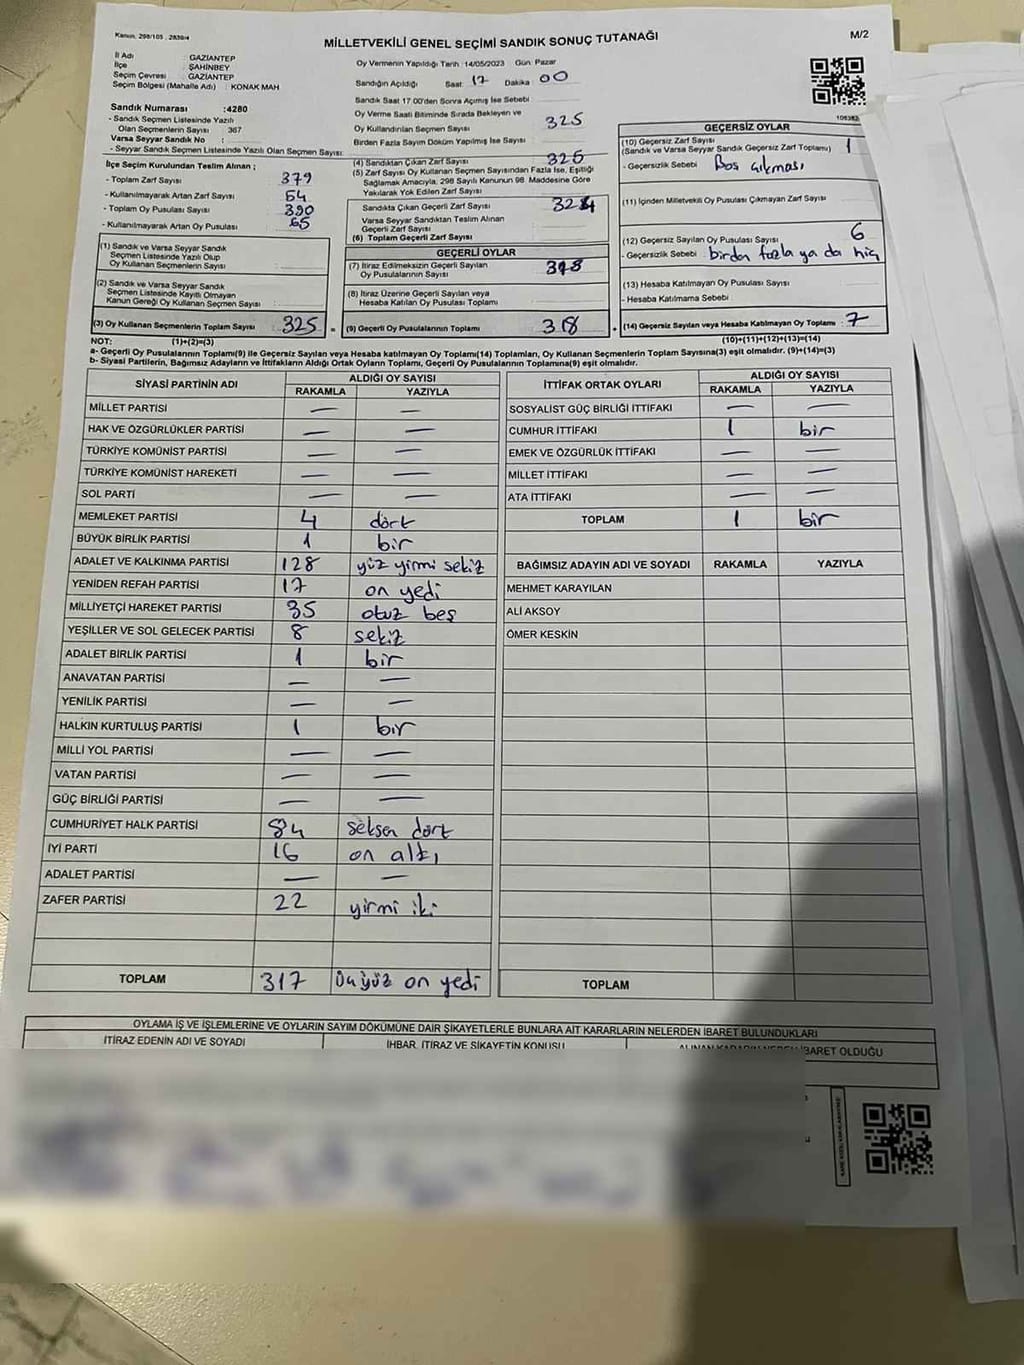 Kanun, 298/105 , 2839/4
MİLLETVEKİLİ GENEL SEÇİMİ SANDIK SONUÇ TUTANAĞI
M/2
İl Adı : GAZİANTEP
İlçe : ŞAHİNBEY
Seçim Çevresi : GAZİANTEP
Seçim Bölgesi (Mahalle Adı) : KONAK MAH
Sandık Numarası :4280
- Sandık Seçmen Listesinde Yazılı
Olan Seçmenlerin Sayısı : 367
Varsa Seyyar Sandık No :
- Seyyar Sandık Seçmen Listesinde Yazılı Olan Seçmen Sayısı:
İlçe Seçim Kurulundan Teslim Alınan ;
- Toplam Zarf Sayısı : 379
- Kullanılmayarak Artan Zarf Sayısı : 54
- Toplam Oy Pusulası Sayısı : 390
- Kullanılmayarak Artan Oy Pusulası : 65
(1) Sandık ve Varsa Seyyar Sandık
Seçmen Listesinde Yazılı Olup
Oy Kullanan Seçmenlerin Sayısı :
(2) Sandık ve Varsa Seyyar Sandık
Seçmen Listesinde Kayıtlı Olmayan
Kanun Gereği Oy Kullanan Seçmen Sayısı :
(3) Oy Kullanan Seçmenlerin Toplam Sayısı : 325
Oy Vermenin Yapıldığı Tarih :14/05/2023 Gün: Pazar
Sandığın Açıldığı Saat: 17 Dakika : 00
Sandık Saat 17.00'den Sonra Açılmış İse Sebebi
Oy Verme Saati Bitiminde Sırada Bekleyen ve
Oy Kullandırılan Seçmen Sayısı : 325
Birden Fazla Sayım Döküm Yapılmış İse Sayısı :
(4) Sandıktan Çıkan Zarf Sayısı : 325
(5) Zarf Sayısı Oy Kullanan Seçmen Sayısından Fazla İse, Eşitliği
Sağlamak Amacıyla, 298 Sayılı Kanunun 98. Maddesine Göre
Yakılarak Yok Edilen Zarf Sayısı :
Sandıkta Çıkan Geçerli Zarf Sayısı : 324
Varsa Seyyar Sandıktan Teslim Alınan
Geçerli Zarf Sayısı :
(6) Toplam Geçerli Zarf Sayısı :
GEÇERLİ OYLAR
(7) İtiraz Edilmeksizin Geçerli Sayılan
Oy Pusulalarının Sayısı : 318
(8) İtiraz Üzerine Geçerli Sayılan veya
Hesaba Katılan Oy Pusulası Toplamı :
(9) Geçerli Oy Pusulalarının Toplamı : 318
GEÇERSİZ OYLAR
(10) Geçersiz Zarf Sayısı
(Sandık ve Varsa Seyyar Sandık Geçersiz Zarf Toplamı) : 1
- Geçersizlik Sebebi : Boş çıkması
(11) İçinden Milletvekili Oy Pusulası Çıkmayan Zarf Sayısı :
(12) Geçersiz Sayılan Oy Pusulası Sayısı : 6
- Geçersizlik Sebebi : birden fazla ya da hiç
(13) Hesaba Katılmayan Oy Pusulası Sayısı :
- Hesaba Katılmama Sebebi :
(14) Geçersiz Sayılan veya Hesaba Katılmayan Oy Toplamı : 7
NOT: (1)+(2)=(3)
(10)+(11)+(12)+(13)=(14)
a- Geçerli Oy Pusulalarının Toplamı(9) ile Geçersiz Sayılan veya Hesaba katılmayan Oy Toplamı(14) Toplamları, Oy Kullanan Seçmenlerin Toplam Sayısına(3) eşit olmalıdır. (9)+(14)=(3)
b- Siyasi Partilerin, Bağımsız Adayların ve İttifakların Aldığı Ortak Oyların Toplamı, Geçerli Oy Pusulalarının Toplamına(9) eşit olmalıdır.
SİYASİ PARTİNİN ADI ALDIĞI OY SAYISI
RAKAMLA YAZIYLA
MİLLET PARTİSİ — —
HAK VE ÖZGÜRLÜKLER PARTİSİ — —
TÜRKİYE KOMÜNİST PARTİSİ — —
TÜRKİYE KOMÜNİST HAREKETİ — —
SOL PARTİ — —
MEMLEKET PARTİSİ 4 dört
BÜYÜK BİRLİK PARTİSİ 1 bir
ADALET VE KALKINMA PARTİSİ 128 yüz yirmi sekiz
YENİDEN REFAH PARTİSİ 17 on yedi
MİLLİYETÇİ HAREKET PARTİSİ 35 otuz beş
YEŞİLLER VE SOL GELECEK PARTİSİ 8 sekiz
ADALET BİRLİK PARTİSİ 1 bir
ANAVATAN PARTİSİ — —
YENİLİK PARTİSİ — —
HALKIN KURTULUŞ PARTİSİ 1 bir
MİLLİ YOL PARTİSİ — —
VATAN PARTİSİ — —
GÜÇ BİRLİĞİ PARTİSİ — —
CUMHURİYET HALK PARTİSİ 84 seksen dört
İYİ PARTİ 16 on altı
ADALET PARTİSİ — —
ZAFER PARTİSİ 22 yirmi iki
TOPLAM 317 üçyüz on yedi
İTTİFAK ORTAK OYLARI ALDIĞI OY SAYISI
RAKAMLA YAZIYLA
SOSYALİST GÜÇ BİRLİĞİ İTTİFAKI — —
CUMHUR İTTİFAKI 1 bir
EMEK VE ÖZGÜRLÜK İTTİFAKI — —
MİLLET İTTİFAKI — —
ATA İTTİFAKI — —
TOPLAM 1 bir
BAĞIMSIZ ADAYIN ADI VE SOYADI RAKAMLA YAZIYLA
MEHMET KARAYILAN
ALİ AKSOY
ÖMER KESKİN
TOPLAM
OYLAMA İŞ VE İŞLEMLERİNE VE OYLARIN SAYIM DÖKÜMÜNE DAİR ŞİKAYETLERLE BUNLARA AİT KARARLARIN NELERDEN İBARET BULUNDUKLARI
İTİRAZ EDENİN ADI VE SOYADI İHBAR, İTİRAZ VE ŞİKAYETİN KONUSU ALINAN KARARIN NEDEN İBARET OLDUĞU